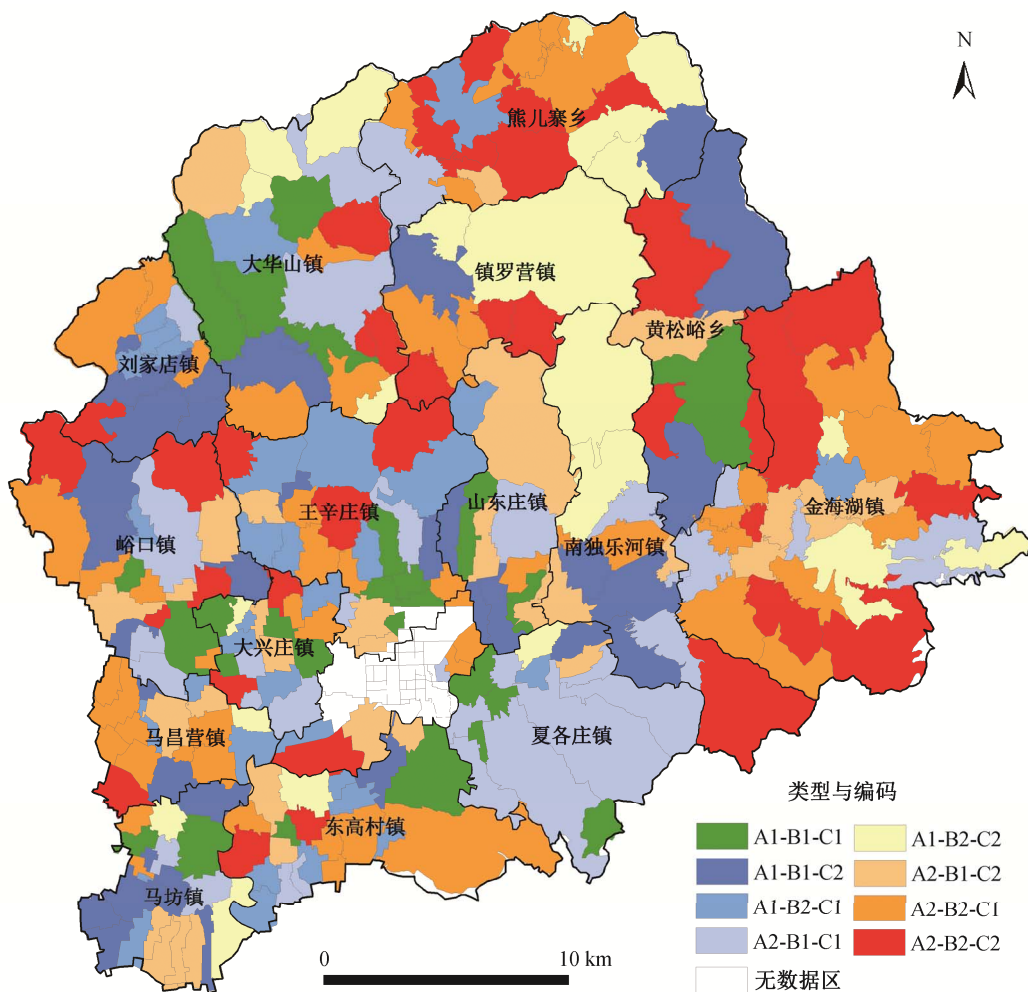 N
熊儿寨乡
大华山镇
镇罗营镇
黄松峪乡
刘家店镇
金海湖镇
山东庄镇
王辛庄镇
峪口镇
南独乐河镇
大兴庄镇
马昌营镇
夏各庄镇
东高村镇
马坊镇
类型与编码
A1-B1-C1
A1-B2-C2
A1-B1-C2
A2-B1-C2
A1-B2-C1
A2-B2-C1
A2-B1-C1
A2-B2-C2
无数据区
0 10 km